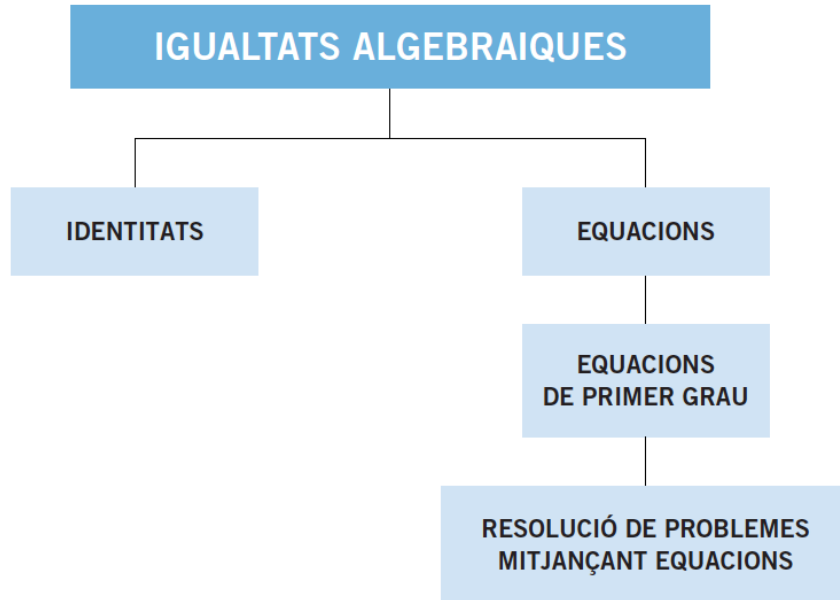 IGUALTATS ALGEBRAIQUES
IDENTITATS
EQUACIONS
EQUACIONS
DE PRIMER GRAU
RESOLUCIÓ DE PROBLEMES
MITJANÇANT EQUACIONS